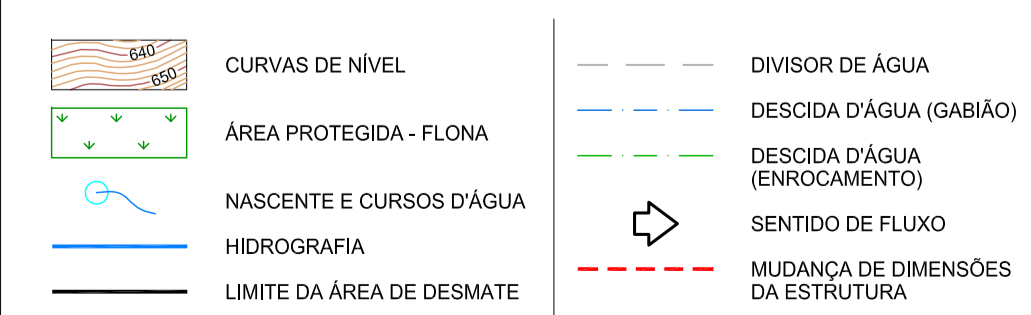 640
650
CURVAS DE NÍVEL
ÁREA PROTEGIDA - FLONA
NASCENTE E CURSOS D'ÁGUA
HIDROGRAFIA
LIMITE DA ÁREA DE DESMATE
DIVISOR DE ÁGUA
DESCIDA D'ÁGUA (GABIÃO)
DESCIDA D'ÁGUA
(ENROCAMENTO)
SENTIDO DE FLUXO
MUDANÇA DE DIMENSÕES
DA ESTRUTURA